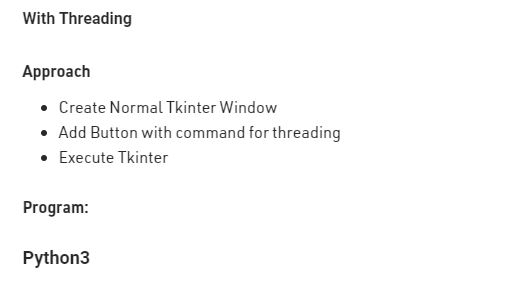 With Threading
Approach
• Create Normal Tkinter Window
• Add Button with command for threading
• Execute Tkinter
Program:
Python3